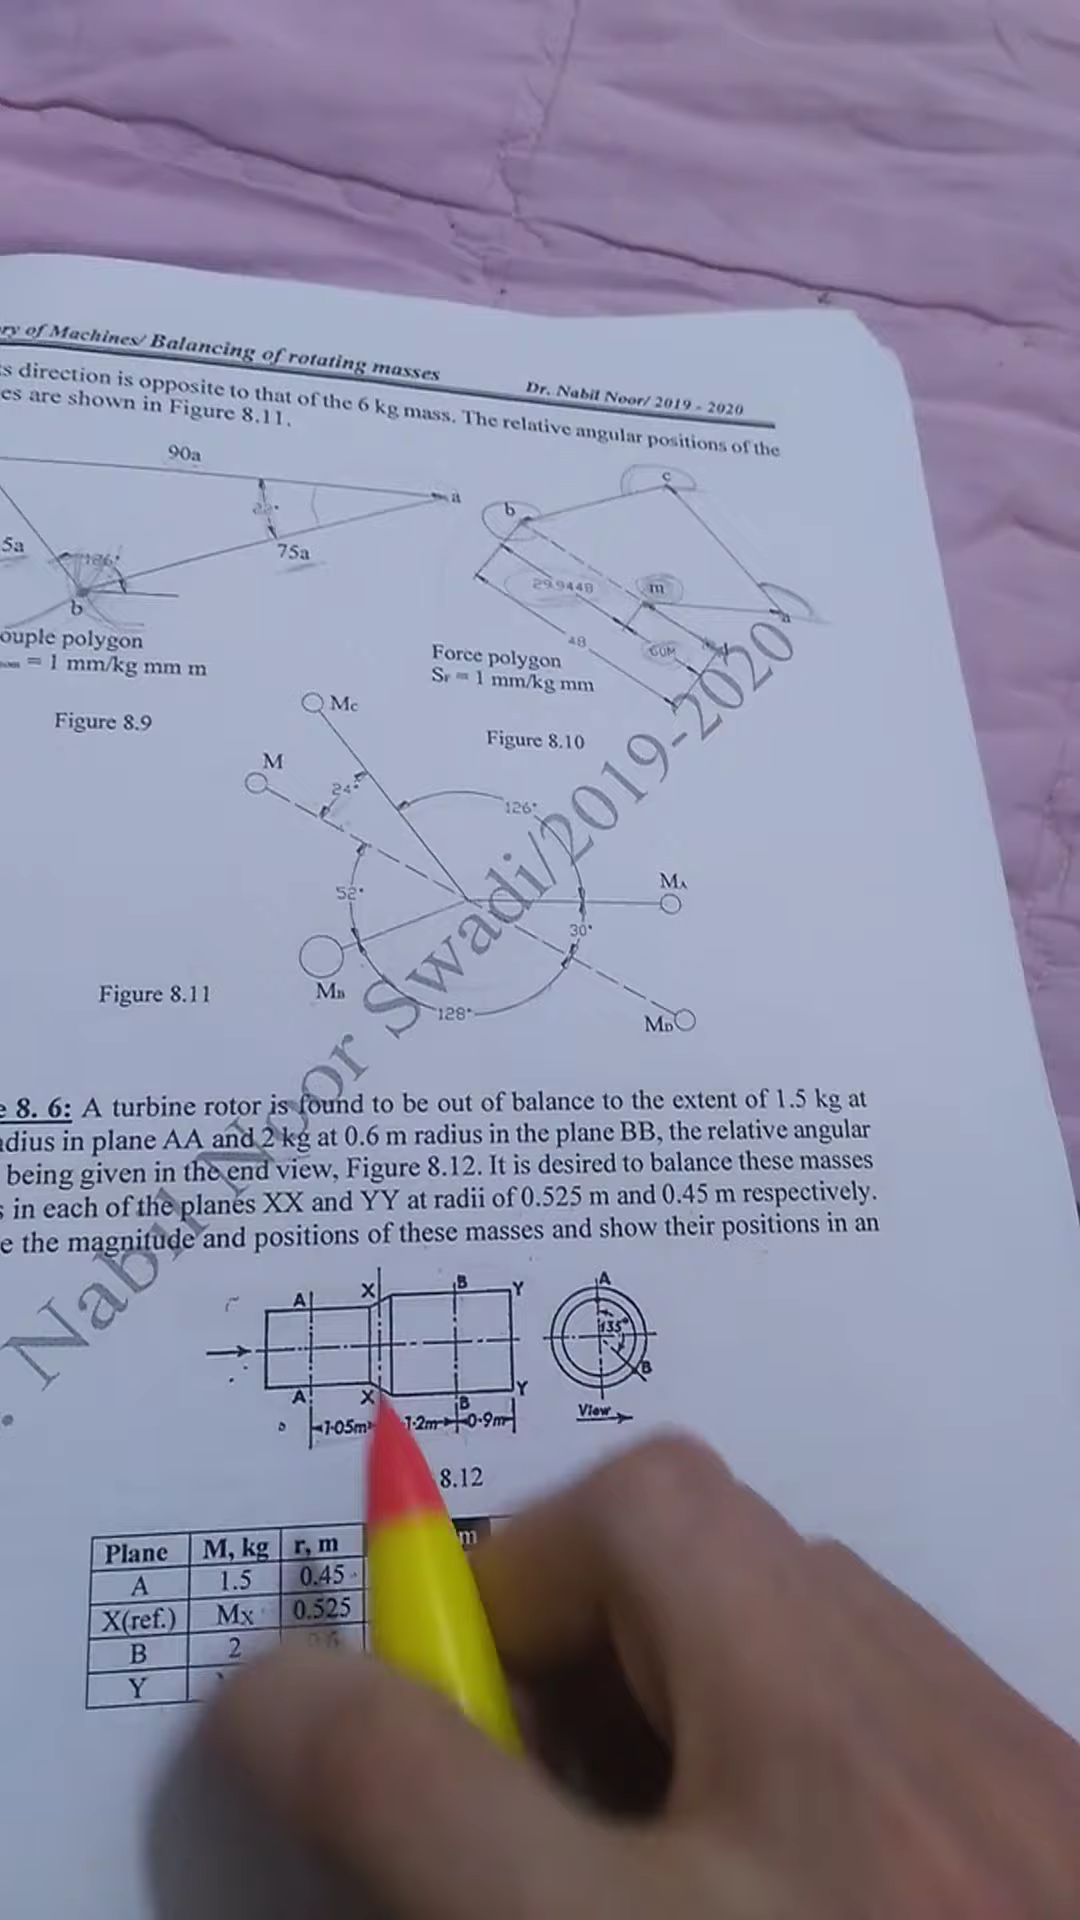 ry of Machines/ Balancing of rotating masses
Dr. Nabil Noor/ 2019 - 2020
s direction is opposite to that of the 6 kg mass. The relative angular positions of the
es are shown in Figure 8.11.
90a
a
5a
75a
b
126°
ouple polygon
= 1 mm/kg mm m
Figure 8.9
c
b
29.9448
m
48
a
Force polygon
= 1 mm/kg mm
Figure 8.10
Mc
M
24°
126°
52°
MA
30°
MB
128°
MD
Figure 8.11
e 8. 6: A turbine rotor is found to be out of balance to the extent of 1.5 kg at
dius in plane AA and 2 kg at 0.6 m radius in the plane BB, the relative angular
being given in the end view, Figure 8.12. It is desired to balance these masses
s in each of the planes XX and YY at radii of 0.525 m and 0.45 m respectively.
e the magnitude and positions of these masses and show their positions in an
A X B Y A
135°
B
A X B Y
1·05m 1·2m 0·9m
View
8.12
Plane M, kg r, m m
A 1.5 0.45
X(ref.) Mx 0.525
B 2
Y
Nabil Noor Swadi/2019-2020